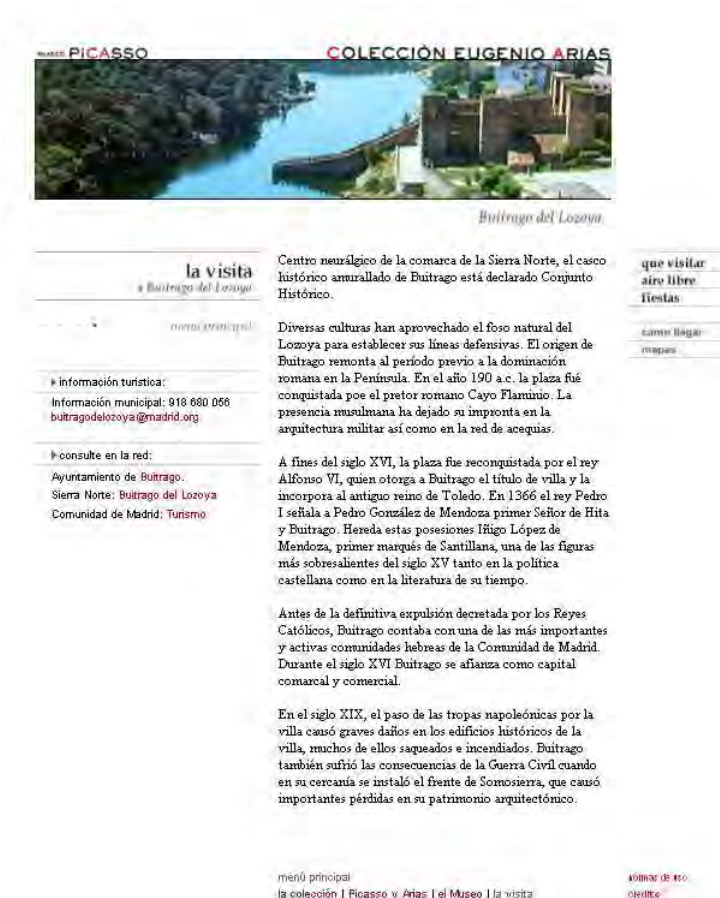 MUSEO PiCASSO
COLECCIÓN EUGENIO ARIAS
Buitrago del Lozoya
la visita
a Buitrago del Lozoya
menú principal
información turistica:
Información municipal: 918 680 056
buitragodelozoya@madrid.org
consulte en la red:
Ayuntamiento de Buitrago.
Sierra Norte: Buitrago del Lozoya
Comunidad de Madrid: Turismo
Centro neurálgico de la comarca de la Sierra Norte, el casco
histórico amurallado de Buitrago está declarado Conjunto
Histórico.
Diversas culturas han aprovechado el foso natural del
Lozoya para establecer sus líneas defensivas. El origen de
Buitrago remonta al período previo a la dominación
romana en la Península. En el año 190 a.c. la plaza fué
conquistada poe el pretor romano Cayo Flaminio. La
presencia musulmana ha dejado su impronta en la
arquitectura militar así como en la red de acequias.
A fines del siglo XVI, la plaza fue reconquistada por el rey
Alfonso VI, quien otorga a Buitrago el título de villa y la
incorpora al antiguo reino de Toledo. En 1366 el rey Pedro
I señala a Pedro González de Mendoza primer Señor de Hita
y Buitrago. Hereda estas posesiones Iñigo López de
Mendoza, primer marqués de Santillana, una de las figuras
más sobresalientes del siglo XV tanto en la política
castellana como en la literatura de su tiempo.
Antes de la definitiva expulsión decretada por los Reyes
Católicos, Buitrago contaba con una de las más importantes
y activas comunidades hebreas de la Comunidad de Madrid.
Durante el siglo XVI Buitrago se afianza como capital
comarcal y comercial.
En el siglo XIX, el paso de las tropas napoleónicas por la
villa causó graves daños en los edificios históricos de la
villa, muchos de ellos saqueados e incendiados. Buitrago
también sufrió las consecuencias de la Guerra Civil cuando
en su cercanía se instaló el frente de Somosierra, que causó
importantes pérdidas en su patrimonio arquitectónico.
que visitar
aire libre
fiestas
como llegar
mapas
menú principal
la colección | Picasso y Arias | el Museo | la visita
normas de uso
créditos